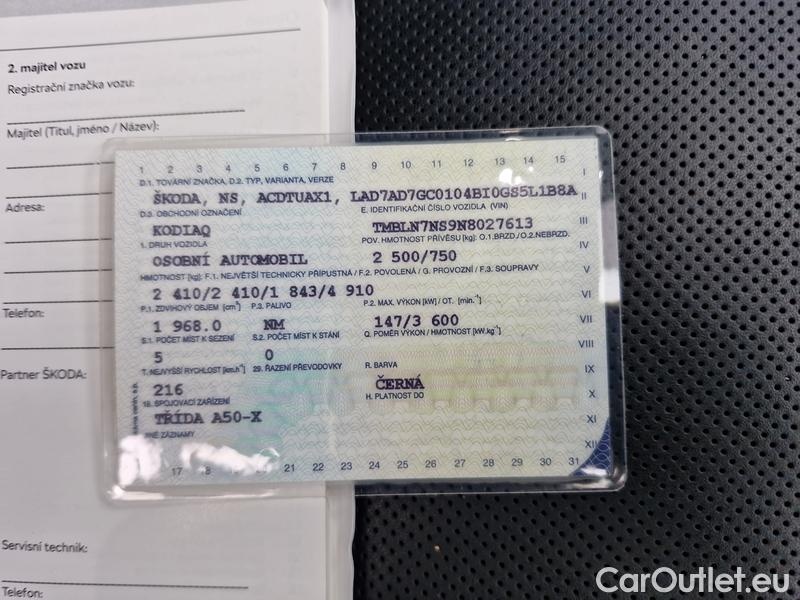 2. majitel vozu
Registrační značka vozu:
Majitel (Titul, jméno / Název):
Adresa:
Telefon:
Partner ŠKODA:
Servisní technik:
Telefon:
1 2 3 4 5 6 7 8 9 10 11 12 13 14 15
D.1. TOVÁRNÍ ZNAČKA, D.2. TYP, VARIANTA, VERZE
I
ŠKODA, NS, ACDTUAX1, LAD7AD7GC0104BI0GS5L1B8A
II
D.3. OBCHODNÍ OZNAČENÍ E. IDENTIFIKAČNÍ ČÍSLO VOZIDLA (VIN)
KODIAQ TMBLN7NS9N8027613
III
1. DRUH VOZIDLA POV. HMOTNOST PŘÍVĚSU [kg]: O.1.BRZD./O.2.NEBRZD.
IV
OSOBNÍ AUTOMOBIL 2 500/750
V
HMOTNOST [kg]: F.1. NEJVĚTŠÍ TECHNICKY PŘÍPUSTNÁ / F.2. POVOLENÁ / G. PROVOZNÍ / F.3. SOUPRAVY
2 410/2 410/1 843/4 910
VI
P.1. ZDVIHOVÝ OBJEM [cm³] P.3. PALIVO P.2. MAX. VÝKON [kW] / OT. [min.⁻¹]
1 968.0 NM 147/3 600
VII
S.1. POČET MÍST K SEZENÍ S.2. POČET MÍST K STÁNÍ Q. POMĚR VÝKON / HMOTNOST [kW.kg⁻¹]
VIII
5 0
T. NEJVYŠŠÍ RYCHLOST [km.h⁻¹] 29. ŘAZENÍ PŘEVODOVKY R. BARVA
IX
216 ČERNÁ
X
18. SPOJOVACÍ ZAŘÍZENÍ H. PLATNOST DO
TŘÍDA A50-X
XI
JINÉ ZÁZNAMY
XII
17 18 19 20 21 22 23 24 25 26 27 28 29 30 31
CarOutlet.eu